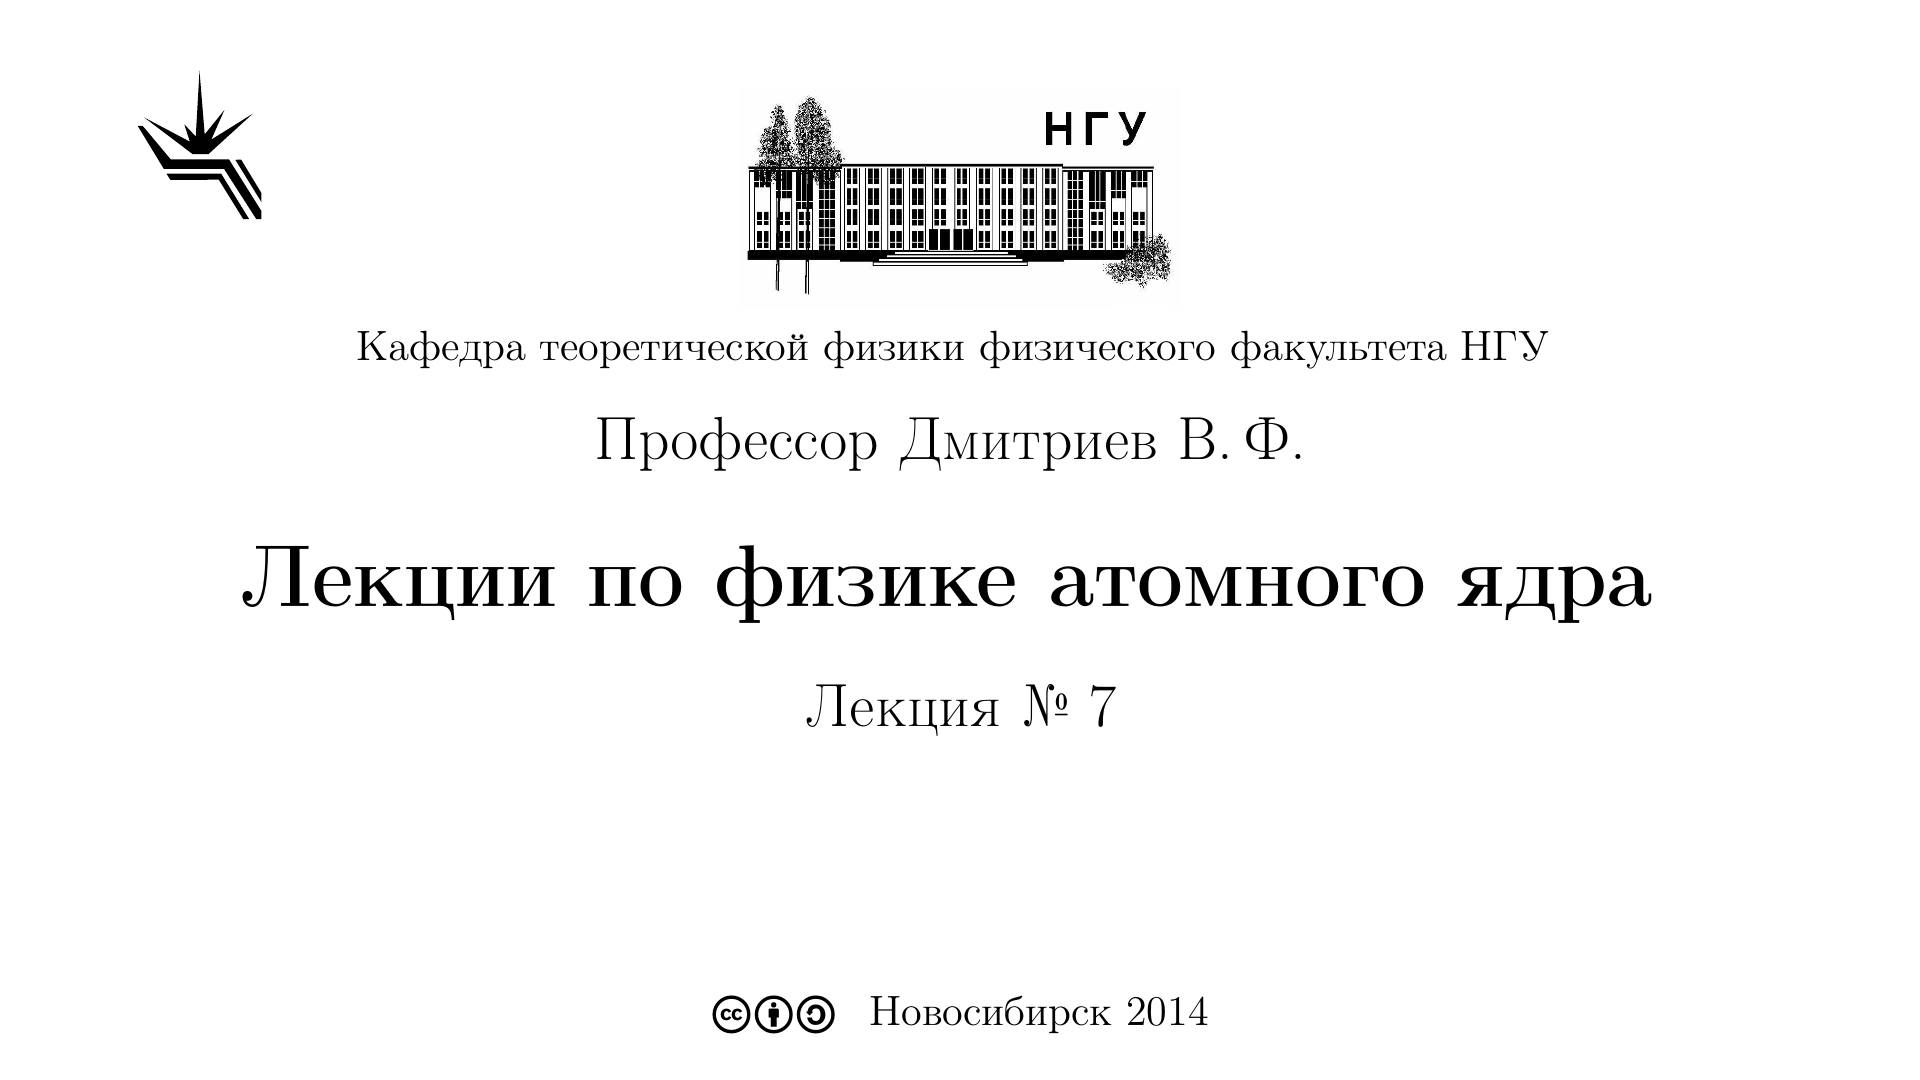 НГУ
Кафедра теоретической физики физического факультета НГУ
Профессор Дмитриев В. Ф.
Лекции по физике атомного ядра
Лекция № 7
cc Новосибирск 2014